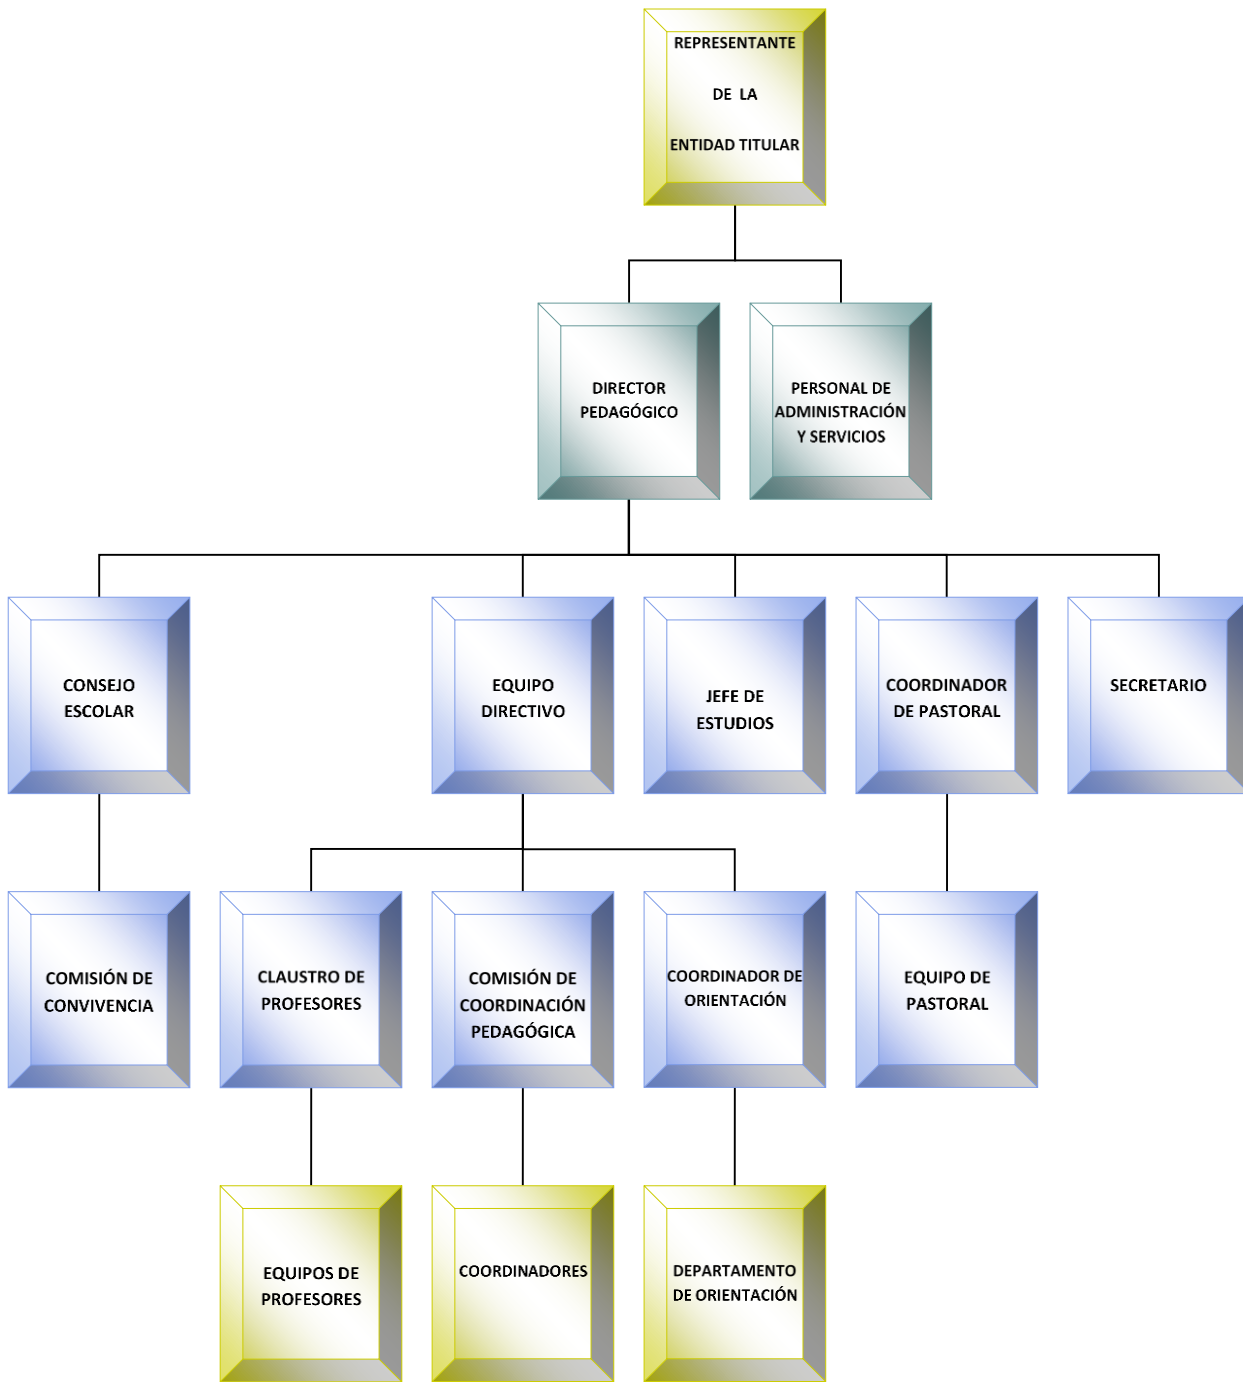 REPRESENTANTE
DE LA
ENTIDAD TITULAR
DIRECTOR
PEDAGÓGICO
PERSONAL DE
ADMINISTRACIÓN
Y SERVICIOS
CONSEJO
ESCOLAR
EQUIPO
DIRECTIVO
JEFE DE
ESTUDIOS
COORDINADOR
DE PASTORAL
SECRETARIO
COMISIÓN DE
CONVIVENCIA
CLAUSTRO DE
PROFESORES
COMISIÓN DE
COORDINACIÓN
PEDAGÓGICA
COORDINADOR DE
ORIENTACIÓN
EQUIPO DE
PASTORAL
EQUIPOS DE
PROFESORES
COORDINADORES
DEPARTAMENTO
DE ORIENTACIÓN